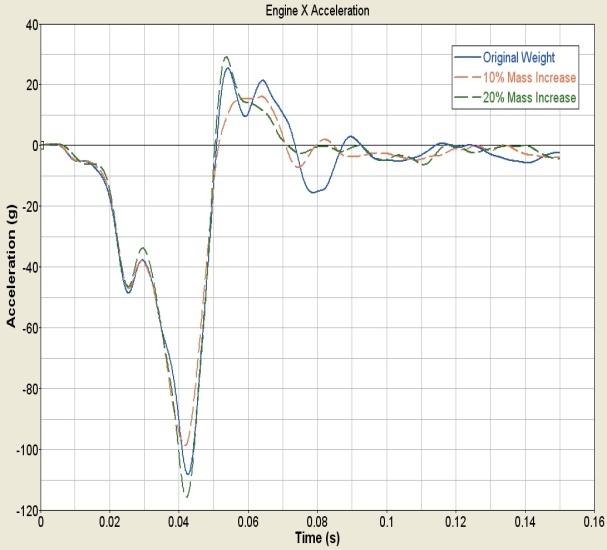 Engine X Acceleration
Original Weight
10% Mass Increase
20% Mass Increase
Acceleration (g)
40
20
0
-20
-40
-60
-80
-100
-120
0 0.02 0.04 0.06 0.08 0.1 0.12 0.14 0.16
Time (s)